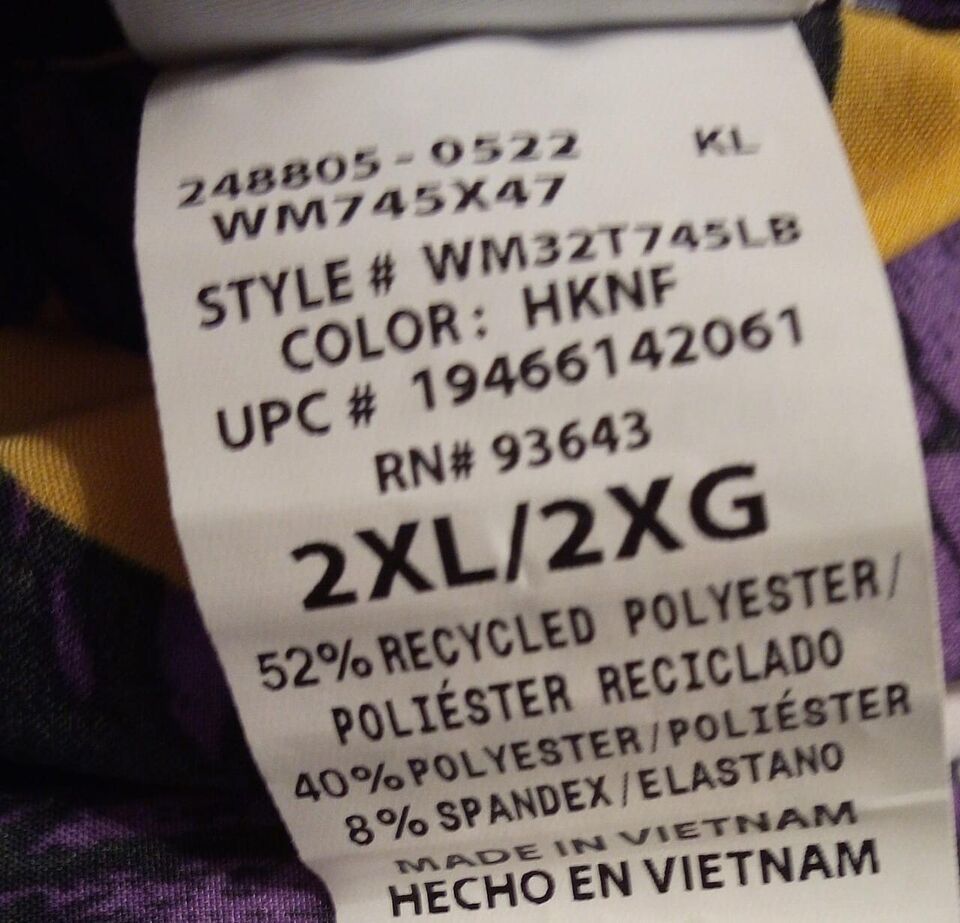 248805-0522 KL
WM745X47
STYLE # WM32T745LB
COLOR: HKNF
UPC # 19466142061
RN# 93643
2XL/2XG
52% RECYCLED POLYESTER/
POLIÉSTER RECICLADO
40% POLYESTER/POLIÉSTER
8% SPANDEX/ELASTANO
MADE IN VIETNAM
HECHO EN VIETNAM